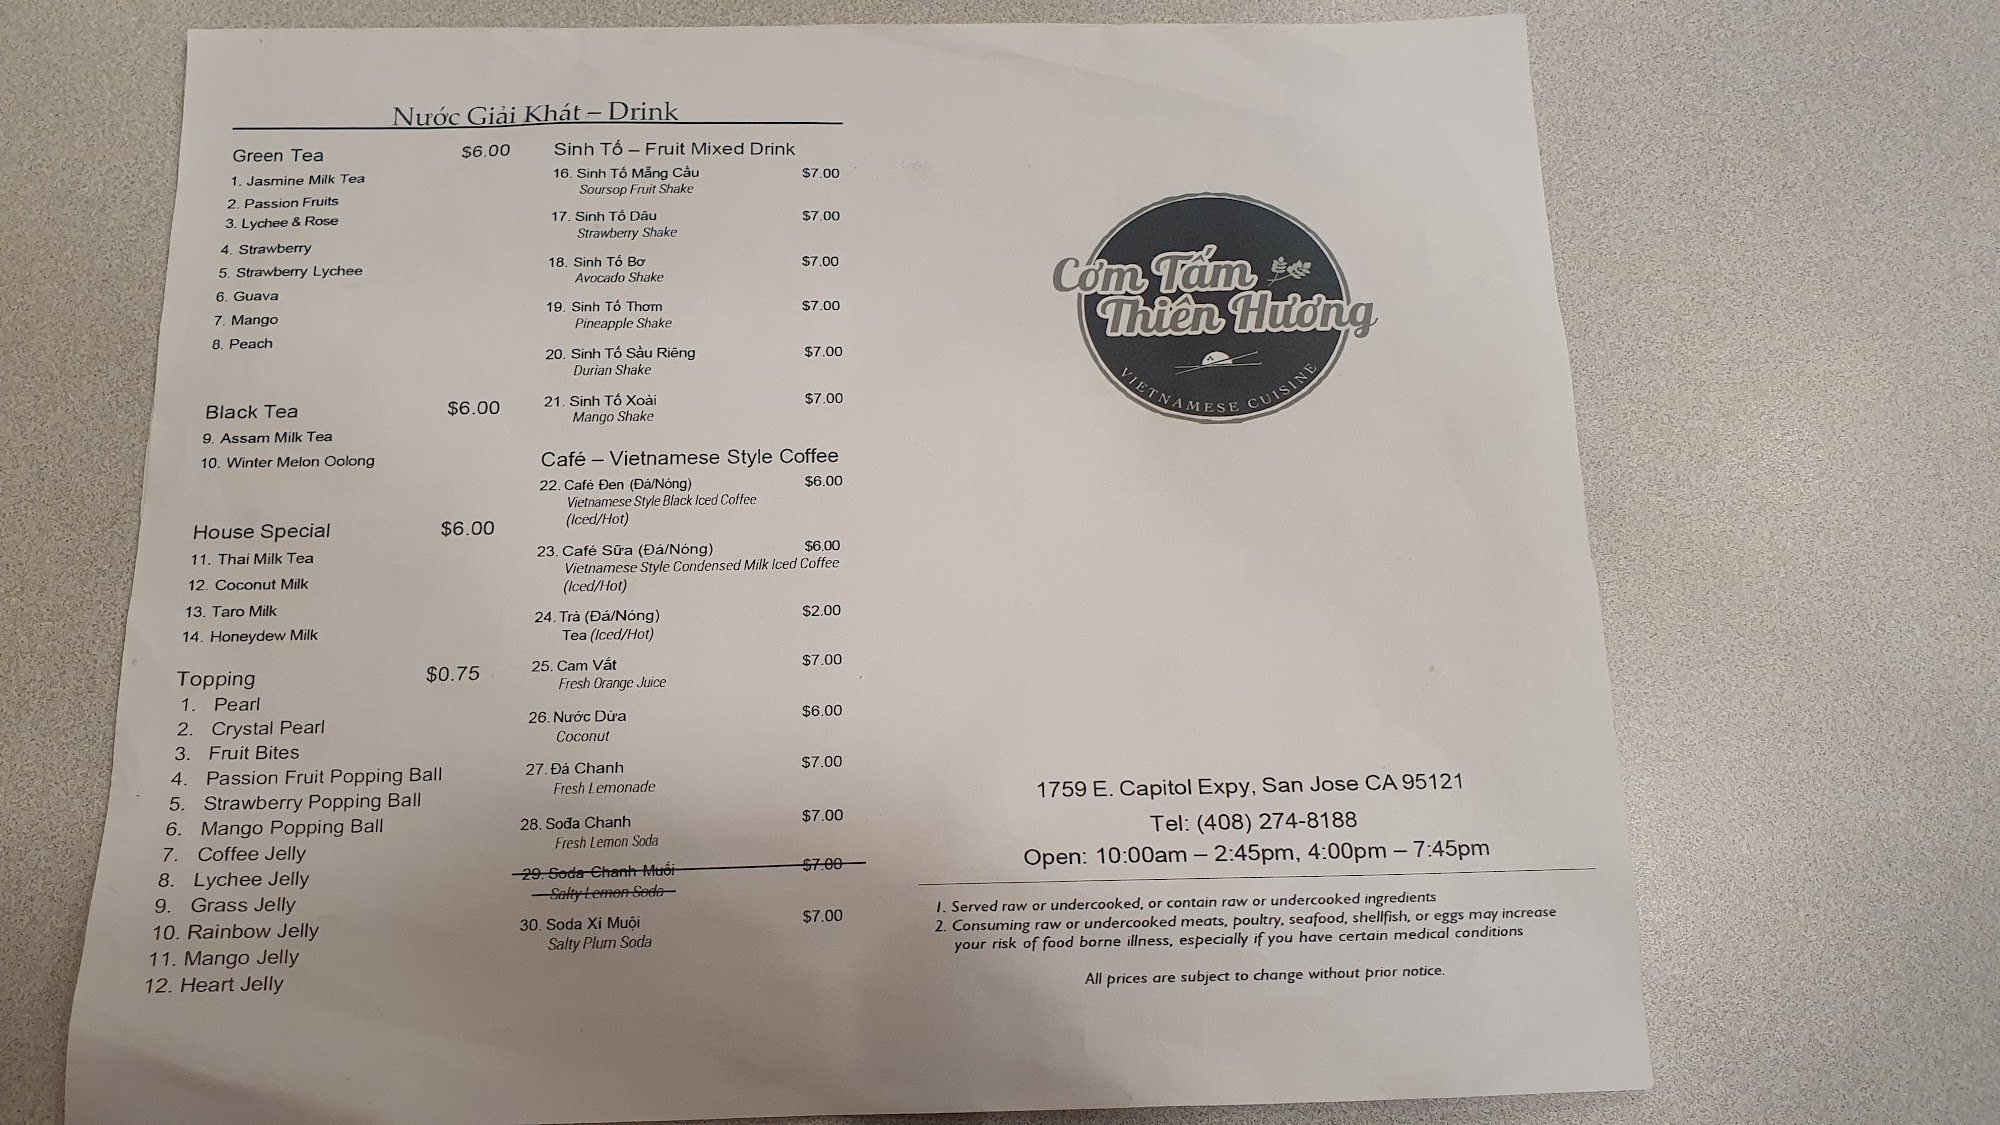 Nước Giải Khát – Drink
Green Tea $6.00
1. Jasmine Milk Tea
2. Passion Fruits
3. Lychee & Rose
4. Strawberry
5. Strawberry Lychee
6. Guava
7. Mango
8. Peach
Black Tea $6.00
9. Assam Milk Tea
10. Winter Melon Oolong
House Special $6.00
11. Thai Milk Tea
12. Coconut Milk
13. Taro Milk
14. Honeydew Milk
Topping $0.75
1. Pearl
2. Crystal Pearl
3. Fruit Bites
4. Passion Fruit Popping Ball
5. Strawberry Popping Ball
6. Mango Popping Ball
7. Coffee Jelly
8. Lychee Jelly
9. Grass Jelly
10. Rainbow Jelly
11. Mango Jelly
12. Heart Jelly
Sinh Tố – Fruit Mixed Drink
16. Sinh Tố Mãng Cầu $7.00
Soursop Fruit Shake
17. Sinh Tố Dâu $7.00
Strawberry Shake
18. Sinh Tố Bơ $7.00
Avocado Shake
19. Sinh Tố Thơm $7.00
Pineapple Shake
20. Sinh Tố Sầu Riêng $7.00
Durian Shake
21. Sinh Tố Xoài $7.00
Mango Shake
Café – Vietnamese Style Coffee
22. Café Đen (Đá/Nóng) $6.00
Vietnamese Style Black Iced Coffee
(Iced/Hot)
23. Café Sữa (Đá/Nóng) $6.00
Vietnamese Style Condensed Milk Iced Coffee
(Iced/Hot)
24. Trà (Đá/Nóng) $2.00
Tea (Iced/Hot)
25. Cam Vắt $7.00
Fresh Orange Juice
26. Nước Dừa $6.00
Coconut
27. Đá Chanh $7.00
Fresh Lemonade
28. Sođa Chanh $7.00
Fresh Lemon Soda
29. Soda Chanh Muối $7.00
Salty Lemon Soda
30. Soda Xí Muội $7.00
Salty Plum Soda
Cơm Tấm
Thiên Hương
VIETNAMESE CUISINE
1759 E. Capitol Expy, San Jose CA 95121
Tel: (408) 274-8188
Open: 10:00am – 2:45pm, 4:00pm – 7:45pm
1. Served raw or undercooked, or contain raw or undercooked ingredients
2. Consuming raw or undercooked meats, poultry, seafood, shellfish, or eggs may increase
your risk of food borne illness, especially if you have certain medical conditions
All prices are subject to change without prior notice.